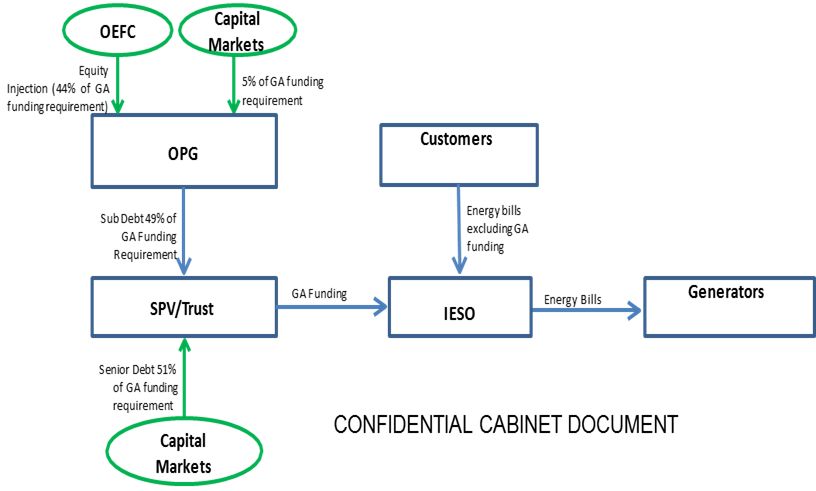 OEFC
Capital
Markets
Equity
Injection (44% of GA
funding requirement)
5% of GA funding
requirement
OPG
Customers
Sub Debt 49% of
GA Funding
Requirement
Energy bills
excluding GA
funding
SPV/Trust
GA Funding
IESO
Energy Bills
Generators
Senior Debt 51%
of GA funding
requirement
Capital
Markets
CONFIDENTIAL CABINET DOCUMENT